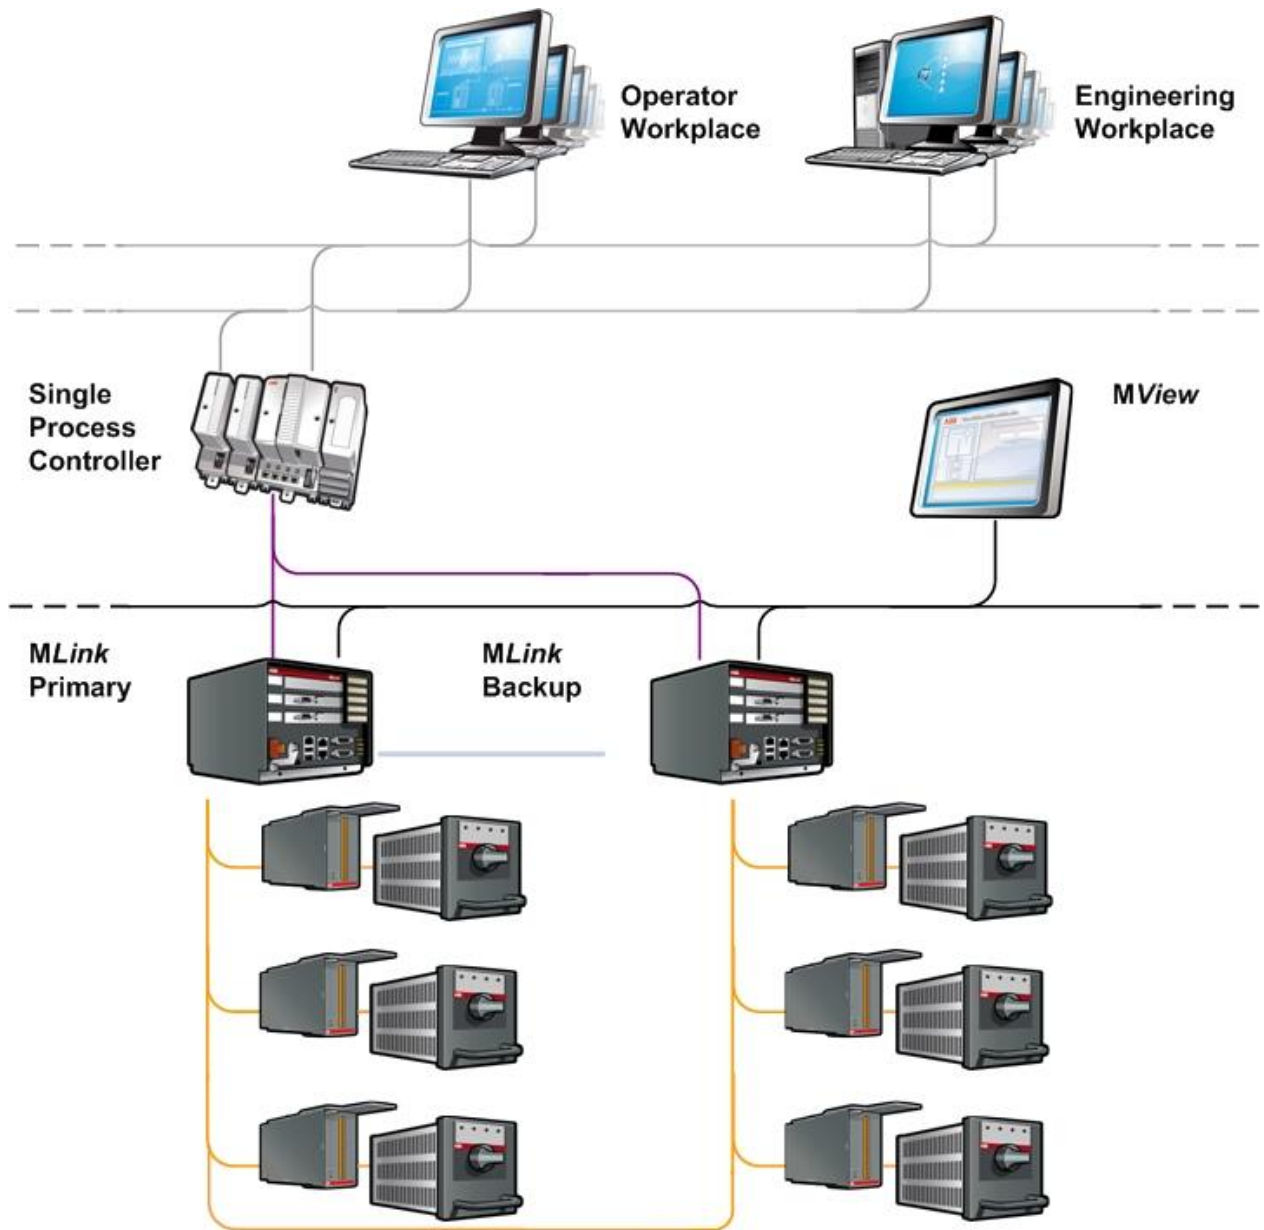 Operator
Workplace
Engineering
Workplace
Single
Process
Controller
MView
MLink
Primary
MLink
Backup